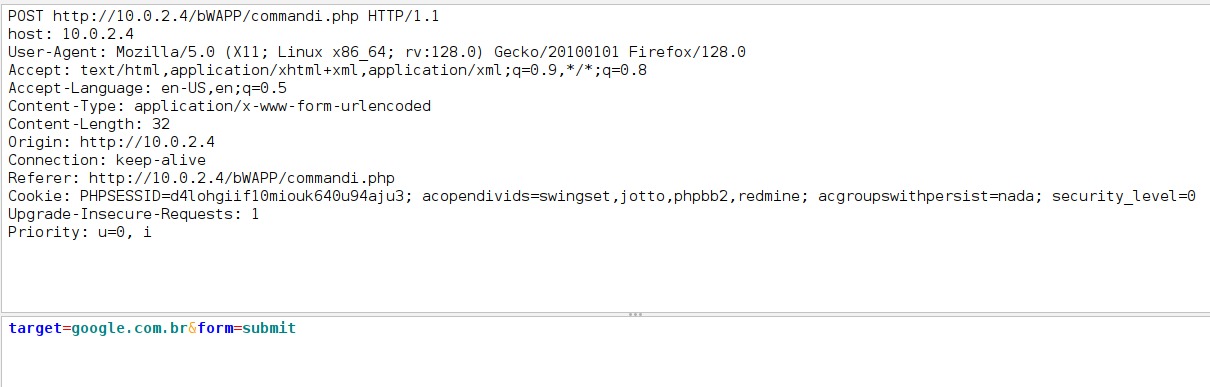 POST http://10.0.2.4/bWAPP/commandi.php HTTP/1.1
host: 10.0.2.4
User-Agent: Mozilla/5.0 (X11; Linux x86_64; rv:128.0) Gecko/20100101 Firefox/128.0
Accept: text/html,application/xhtml+xml,application/xml;q=0.9,*/*;q=0.8
Accept-Language: en-US,en;q=0.5
Content-Type: application/x-www-form-urlencoded
Content-Length: 32
Origin: http://10.0.2.4
Connection: keep-alive
Referer: http://10.0.2.4/bWAPP/commandi.php
Cookie: PHPSESSID=d4lohgiif10miouk640u94aju3; acopendivids=swingset,jotto,phpbb2,redmine; acgroupswithpersist=nada; security_level=0
Upgrade-Insecure-Requests: 1
Priority: u=0, i
target=google.com.br&form=submit